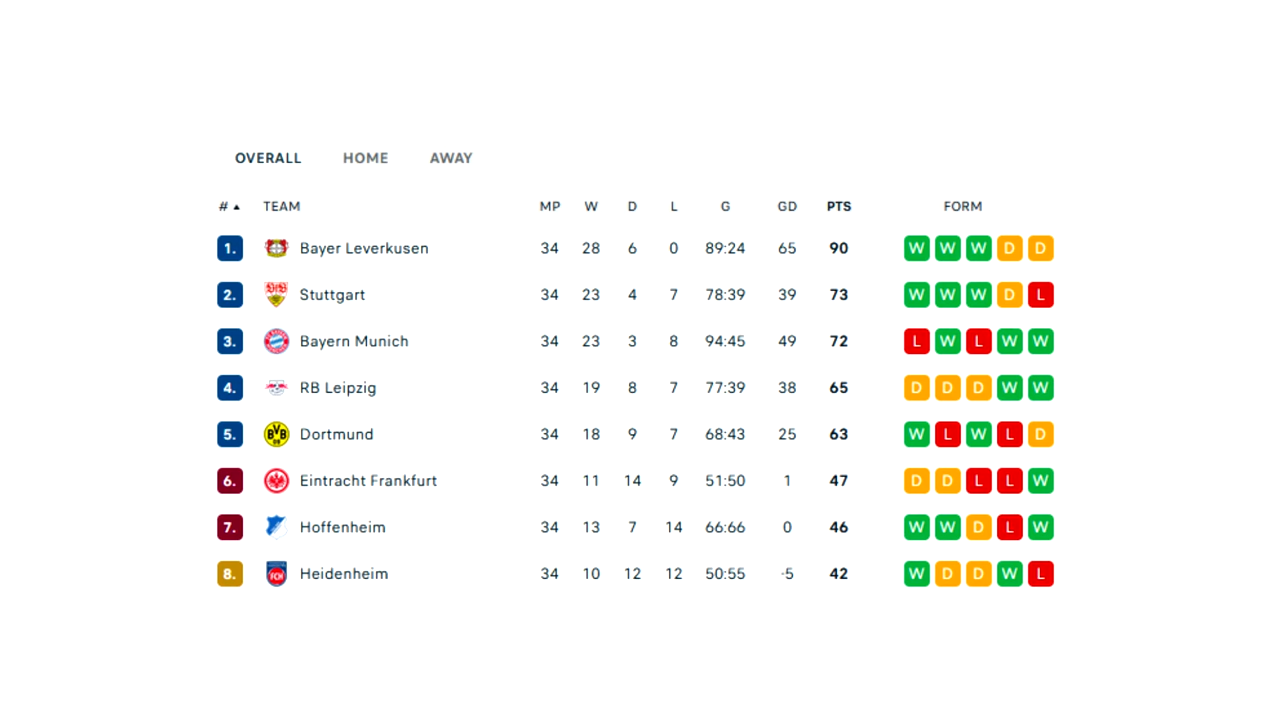 OVERALL HOME AWAY
# TEAM MP W D L G GD PTS FORM
1. Bayer Leverkusen 34 28 6 0 89:24 65 90 W W W D D
2. Stuttgart 34 23 4 7 78:39 39 73 W W W D L
3. Bayern Munich 34 23 3 8 94:45 49 72 L W L W W
4. RB Leipzig 34 19 8 7 77:39 38 65 D D D W W
5. BVB 09 Dortmund 34 18 9 7 68:43 25 63 W L W L D
6. Eintracht Frankfurt 34 11 14 9 51:50 1 47 D D L L W
7. Hoffenheim 34 13 7 14 66:66 0 46 W W D L W
8. FCH Heidenheim 34 10 12 12 50:55 -5 42 W D D W L